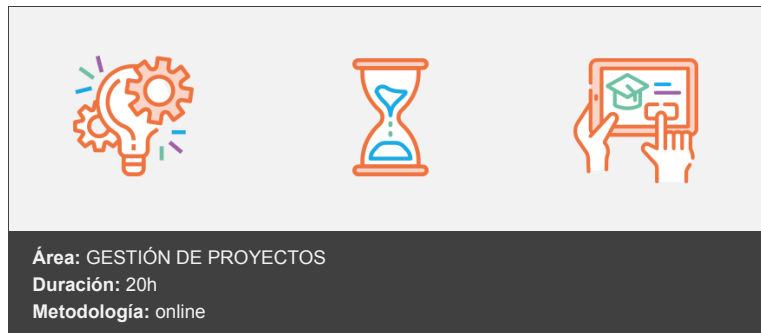 Área: GESTIÓN DE PROYECTOS
Duración: 20h
Metodología: online